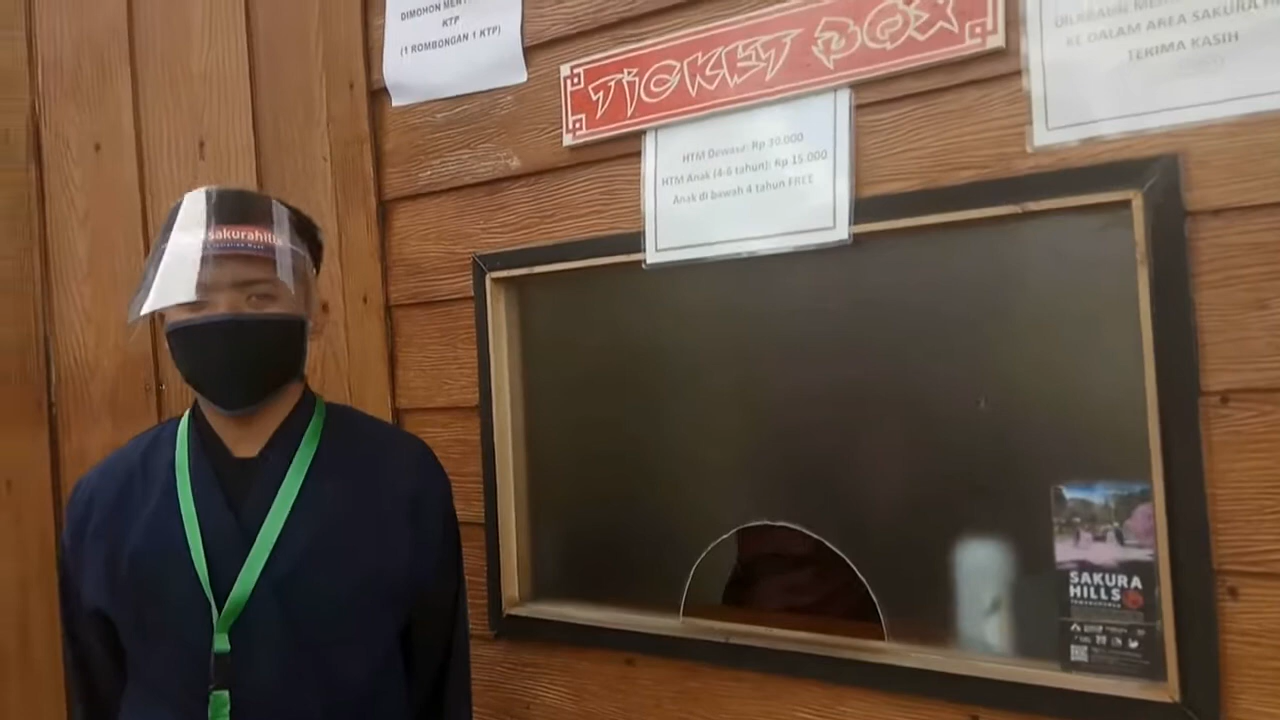 DIMOHON
KTP
(1 ROMBONGAN 1 KTP)
TICKET BOX
HTM Dewasa: Rp 30.000
HTM Anak (4-6 tahun): Rp 15.000
Anak di bawah 4 tahun FREE
KE DALAM AREA SAKURA
TERIMA KASIH
sakurahills
SAKURA
HILLS